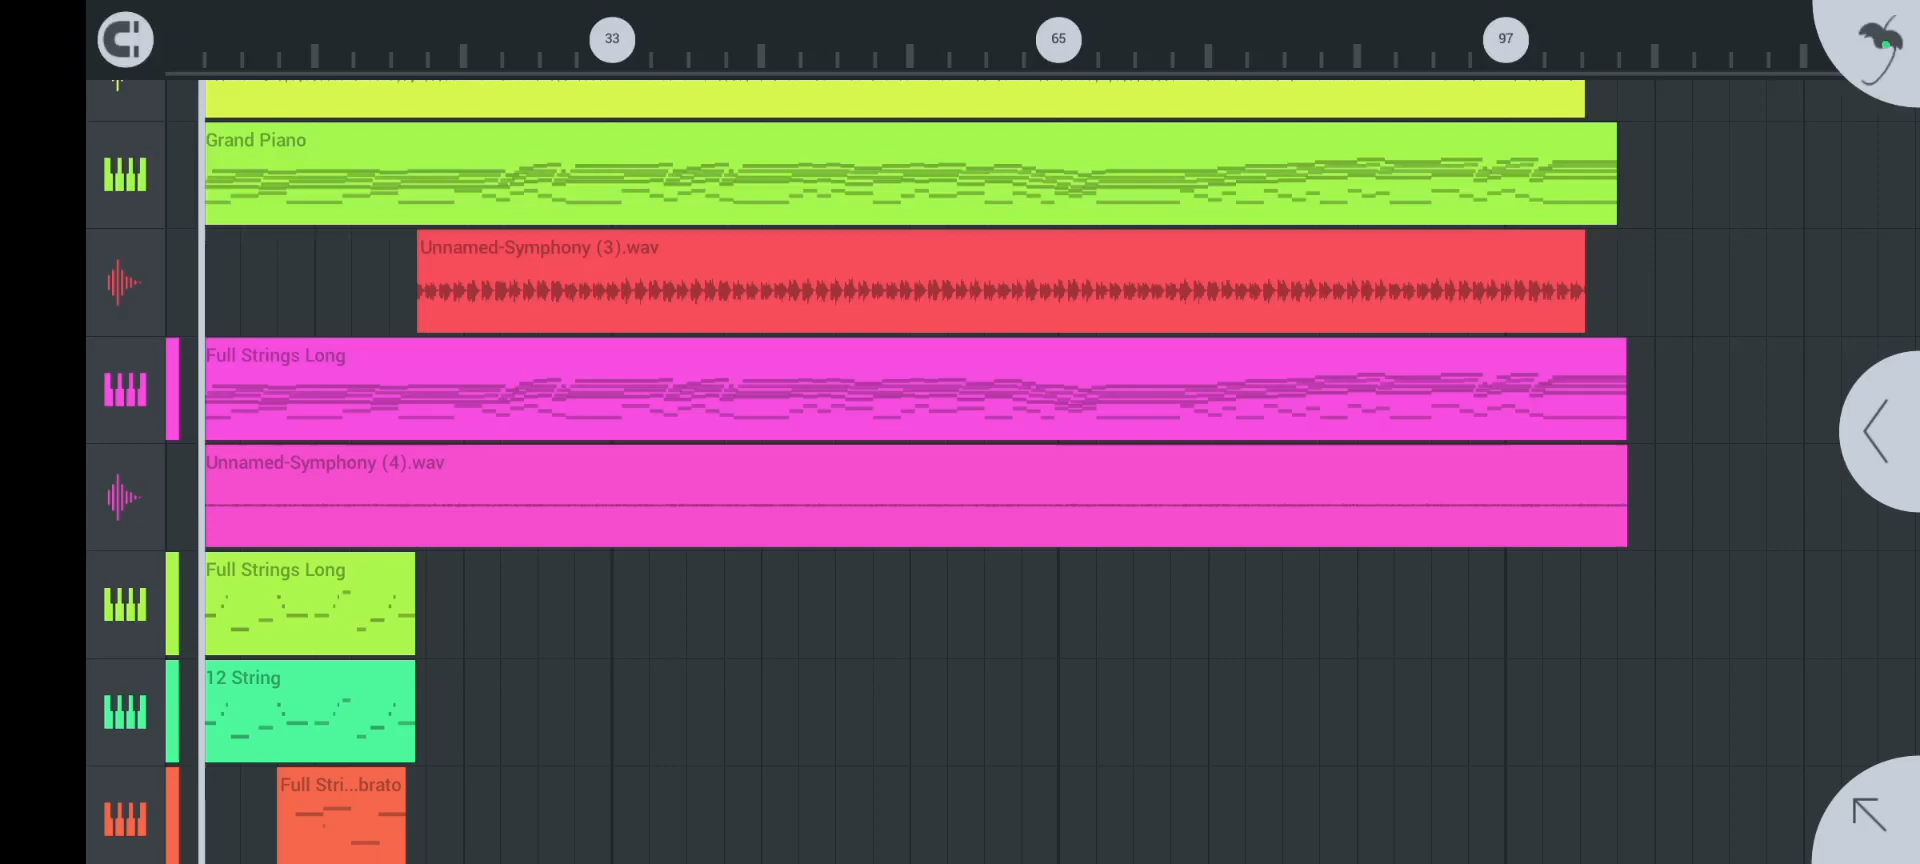 33
65
97
Grand Piano
Unnamed-Symphony (3).wav
Full Strings Long
Unnamed-Symphony (4).wav
Full Strings Long
12 String
Full Stri...brato